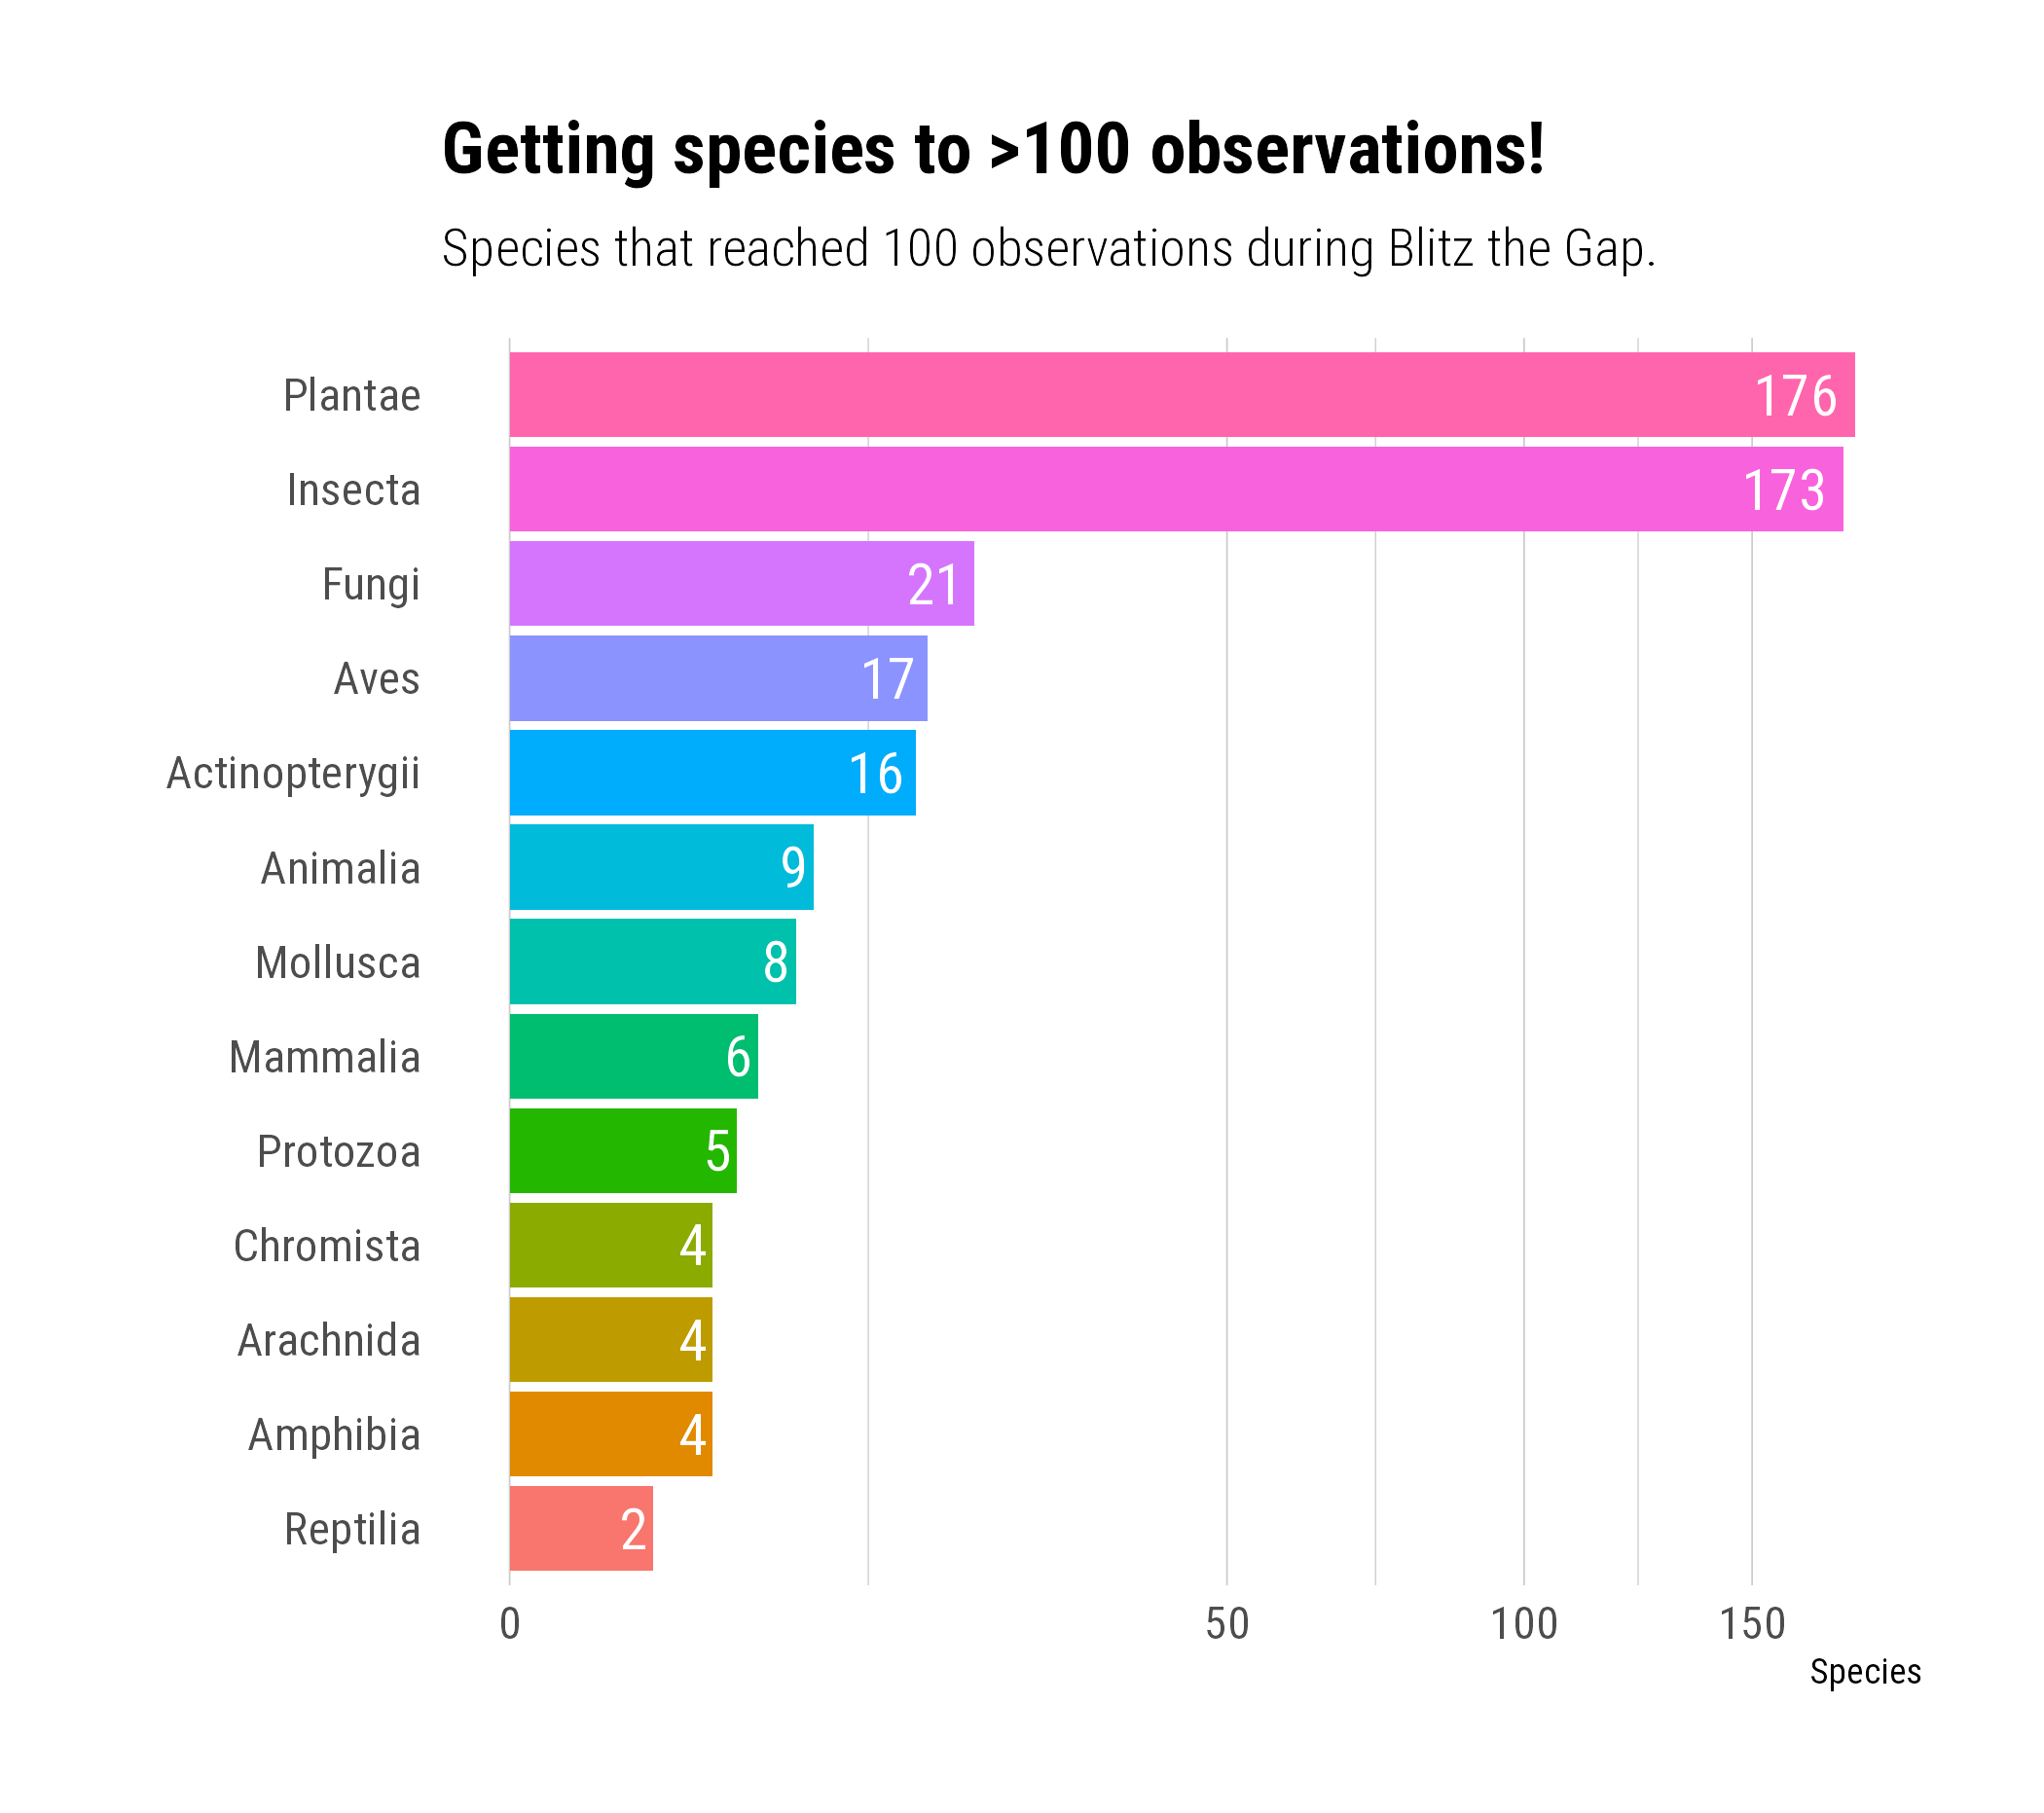 Getting species to >100 observations!
Species that reached 100 observations during Blitz the Gap.
Plantae 176
Insecta 173
Fungi 21
Aves 17
Actinopterygii 16
Animalia 9
Mollusca 8
Mammalia 6
Protozoa 5
Chromista 4
Arachnida 4
Amphibia 4
Reptilia 2
0 50 100 150
Species